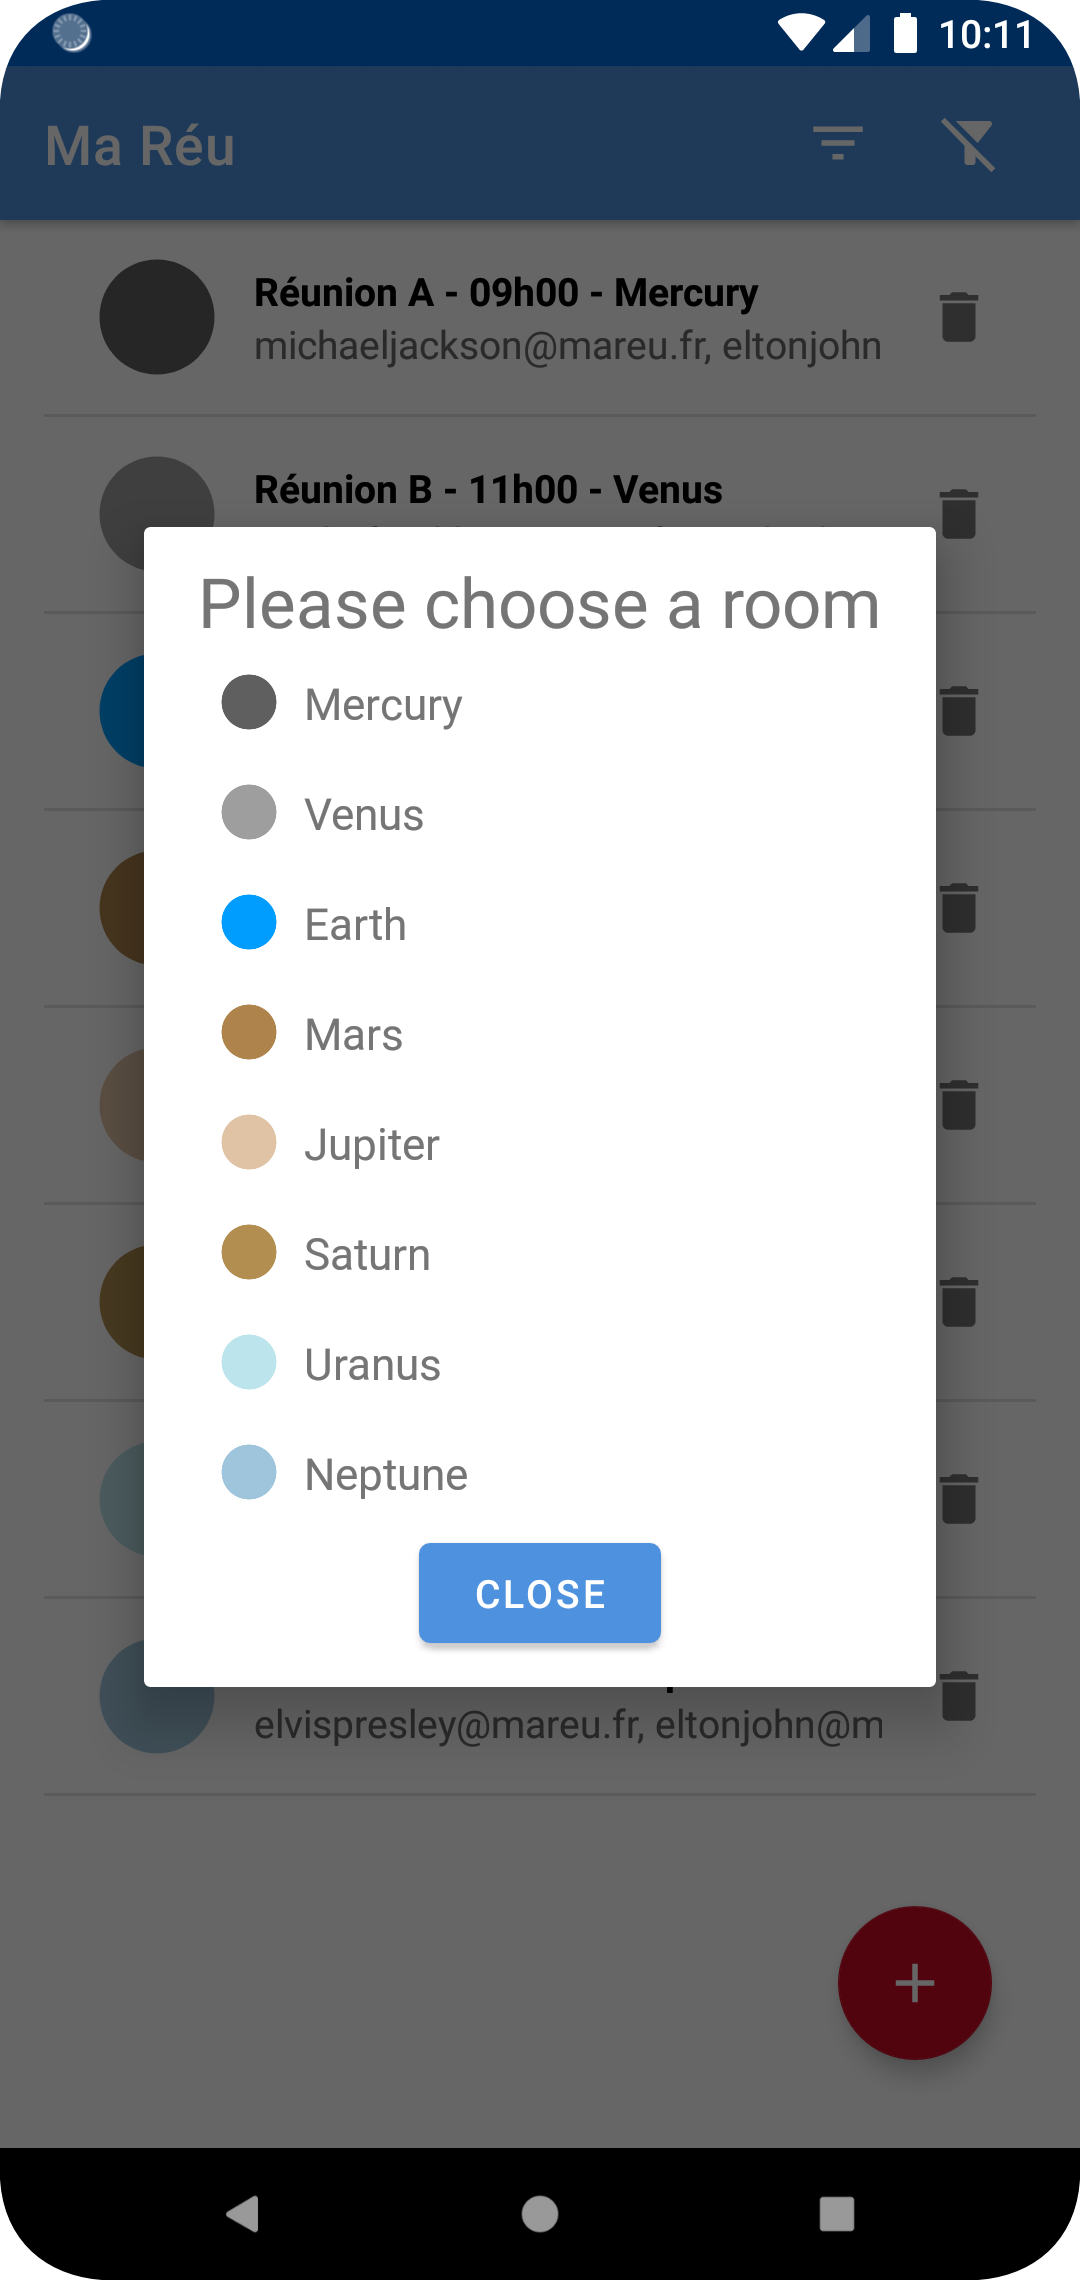 10:11
Ma Réu
Réunion A - 09h00 - Mercury
michaeljackson@mareu.fr, eltonjohn
Réunion B - 11h00 - Venus
Please choose a room
Mercury
Venus
Earth
Mars
Jupiter
Saturn
Uranus
Neptune
CLOSE
elvispresley@mareu.fr, eltonjohn@m